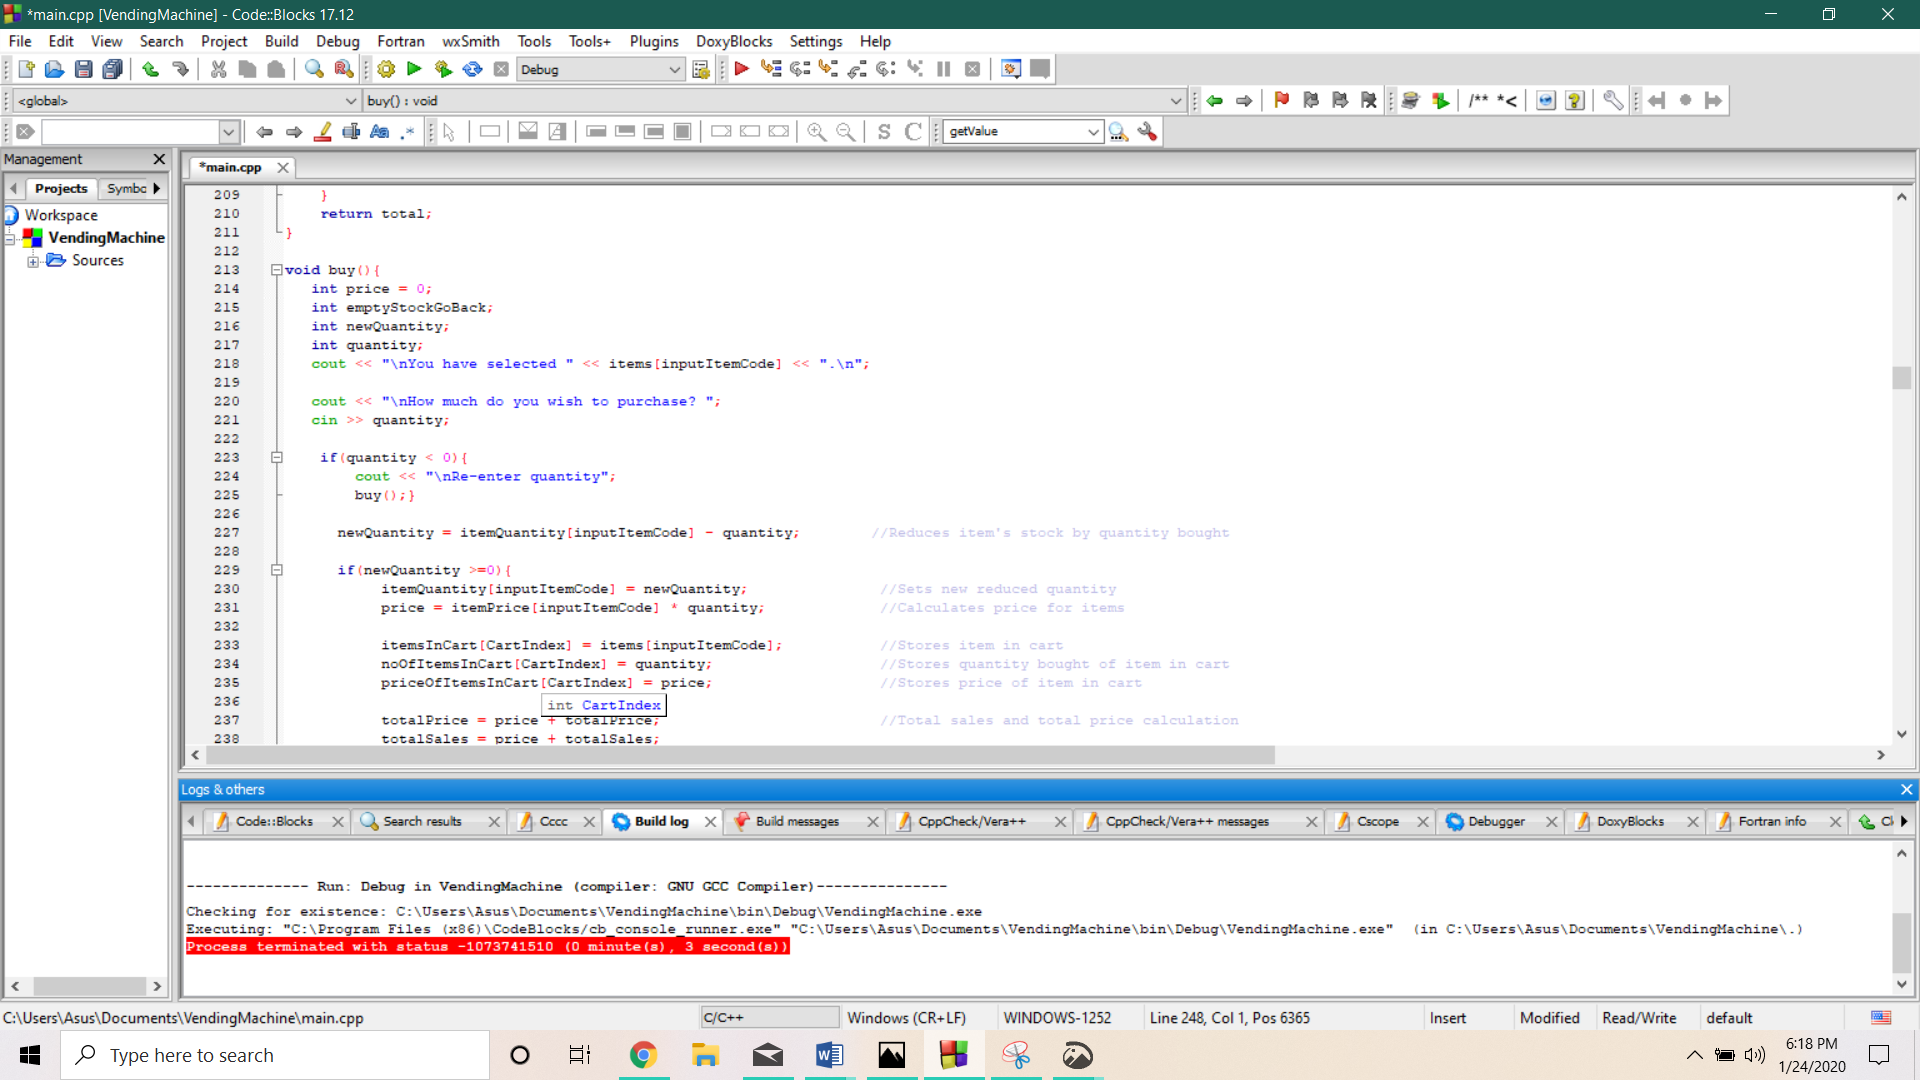 *main.cpp [VendingMachine] - Code::Blocks 17.12
File Edit View Search Project Build Debug Fortran wxSmith Tools Tools+ Plugins DoxyBlocks Settings Help
Debug
<global> buy() : void /** *<
getValue
Management
Projects Symbo
Workspace
VendingMachine
Sources
*main.cpp
209 }
210 return total;
211 }
212
213 void buy(){
214 int price = 0;
215 int emptyStockGoBack;
216 int newQuantity;
217 int quantity;
218 cout << "\nYou have selected " << items[inputItemCode] << ".\n";
219
220 cout << "\nHow much do you wish to purchase? ";
221 cin >> quantity;
222
223 if(quantity < 0){
224 cout << "\nRe-enter quantity";
225 buy();}
226
227 newQuantity = itemQuantity[inputItemCode] - quantity; //Reduces item's stock by quantity bought
228
229 if(newQuantity >=0){
230 itemQuantity[inputItemCode] = newQuantity; //Sets new reduced quantity
231 price = itemPrice[inputItemCode] * quantity; //Calculates price for items
232
233 itemsInCart[CartIndex] = items[inputItemCode]; //Stores item in cart
234 noOfItemsInCart[CartIndex] = quantity; //Stores quantity bought of item in cart
235 priceOfItemsInCart[CartIndex] = price; //Stores price of item in cart
236 int CartIndex
237 totalPrice = price + totalPrice; //Total sales and total price calculation
238 totalSales = price + totalSales;
Logs & others
Code::Blocks Search results Cccc Build log Build messages CppCheck/Vera++ CppCheck/Vera++ messages Cscope Debugger DoxyBlocks Fortran info Cl
-------------- Run: Debug in VendingMachine (compiler: GNU GCC Compiler)---------------
Checking for existence: C:\Users\Asus\Documents\VendingMachine\bin\Debug\VendingMachine.exe
Executing: "C:\Program Files (x86)\CodeBlocks/cb_console_runner.exe" "C:\Users\Asus\Documents\VendingMachine\bin\Debug\VendingMachine.exe" (in C:\Users\Asus\Documents\VendingMachine\.)
Process terminated with status -1073741510 (0 minute(s), 3 second(s))
C:\Users\Asus\Documents\VendingMachine\main.cpp C/C++ Windows (CR+LF) WINDOWS-1252 Line 248, Col 1, Pos 6365 Insert Modified Read/Write default
Type here to search
6:18 PM
1/24/2020